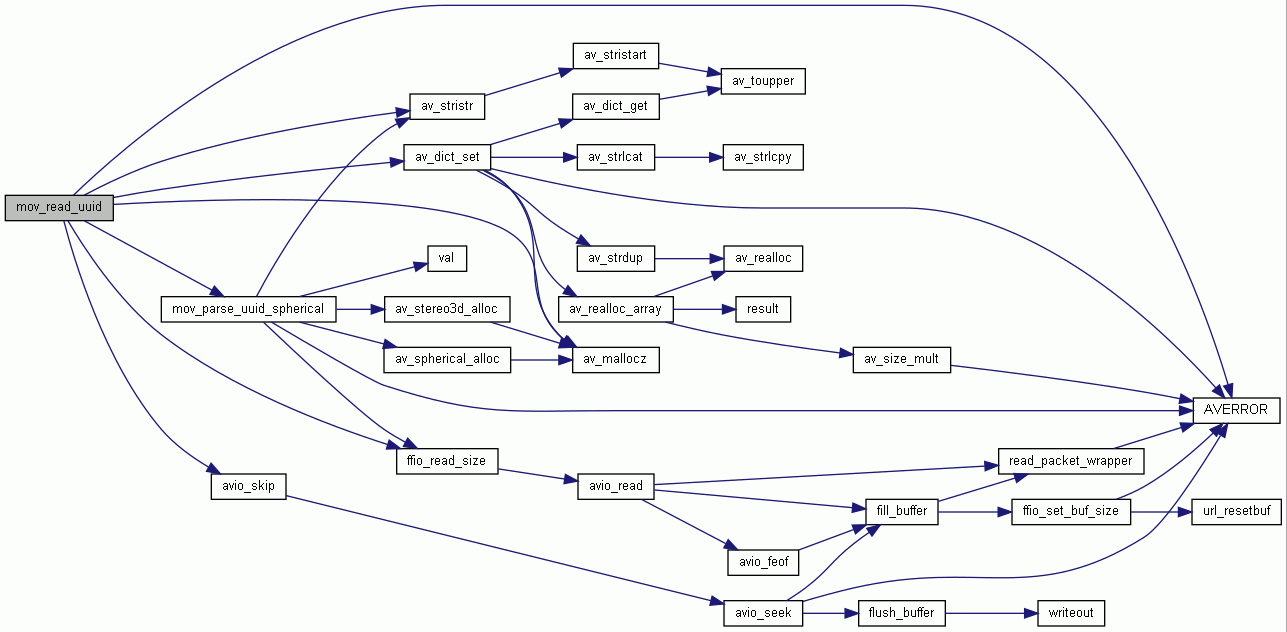 av_stristart
av_toupper
av_stristr
av_dict_get
av_dict_set
av_strlcat
av_strlcpy
mov_read_uuid
val
av_strdup
av_realloc
mov_parse_uuid_spherical
av_stereo3d_alloc
av_realloc_array
result
av_spherical_alloc
av_mallocz
av_size_mult
AVERROR
ffio_read_size
read_packet_wrapper
avio_skip
avio_read
fill_buffer
ffio_set_buf_size
url_resetbuf
avio_feof
avio_seek
flush_buffer
writeout